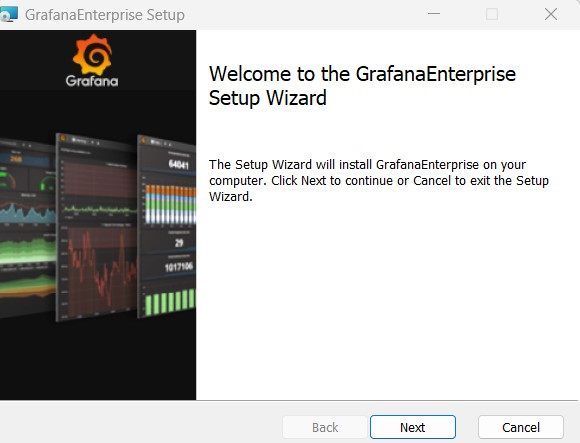 GrafanaEnterprise Setup
Grafana
Welcome to the GrafanaEnterprise
Setup Wizard
The Setup Wizard will install GrafanaEnterprise on your
computer. Click Next to continue or Cancel to exit the Setup
Wizard.
64041
268
29
1017106
Back
Next
Cancel